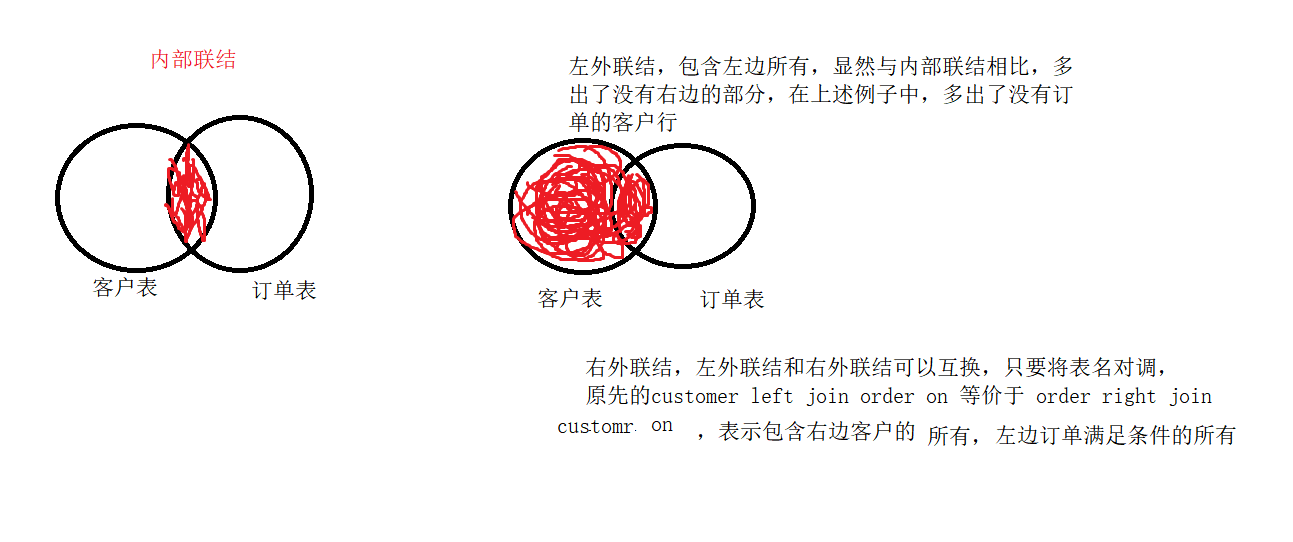 内部联结
客户表
订单表
左外联结，包含左边所有，显然与内部联结相比，多
出了没有右边的部分，在上述例子中，多出了没有订
单的客户行
客户表
订单表
右外联结，左外联结和右外联结可以互换，只要将表名对调，
原先的customer left join order on 等价于 order right join
customr. on ，表示包含右边客户的 所有，左边订单满足条件的所有